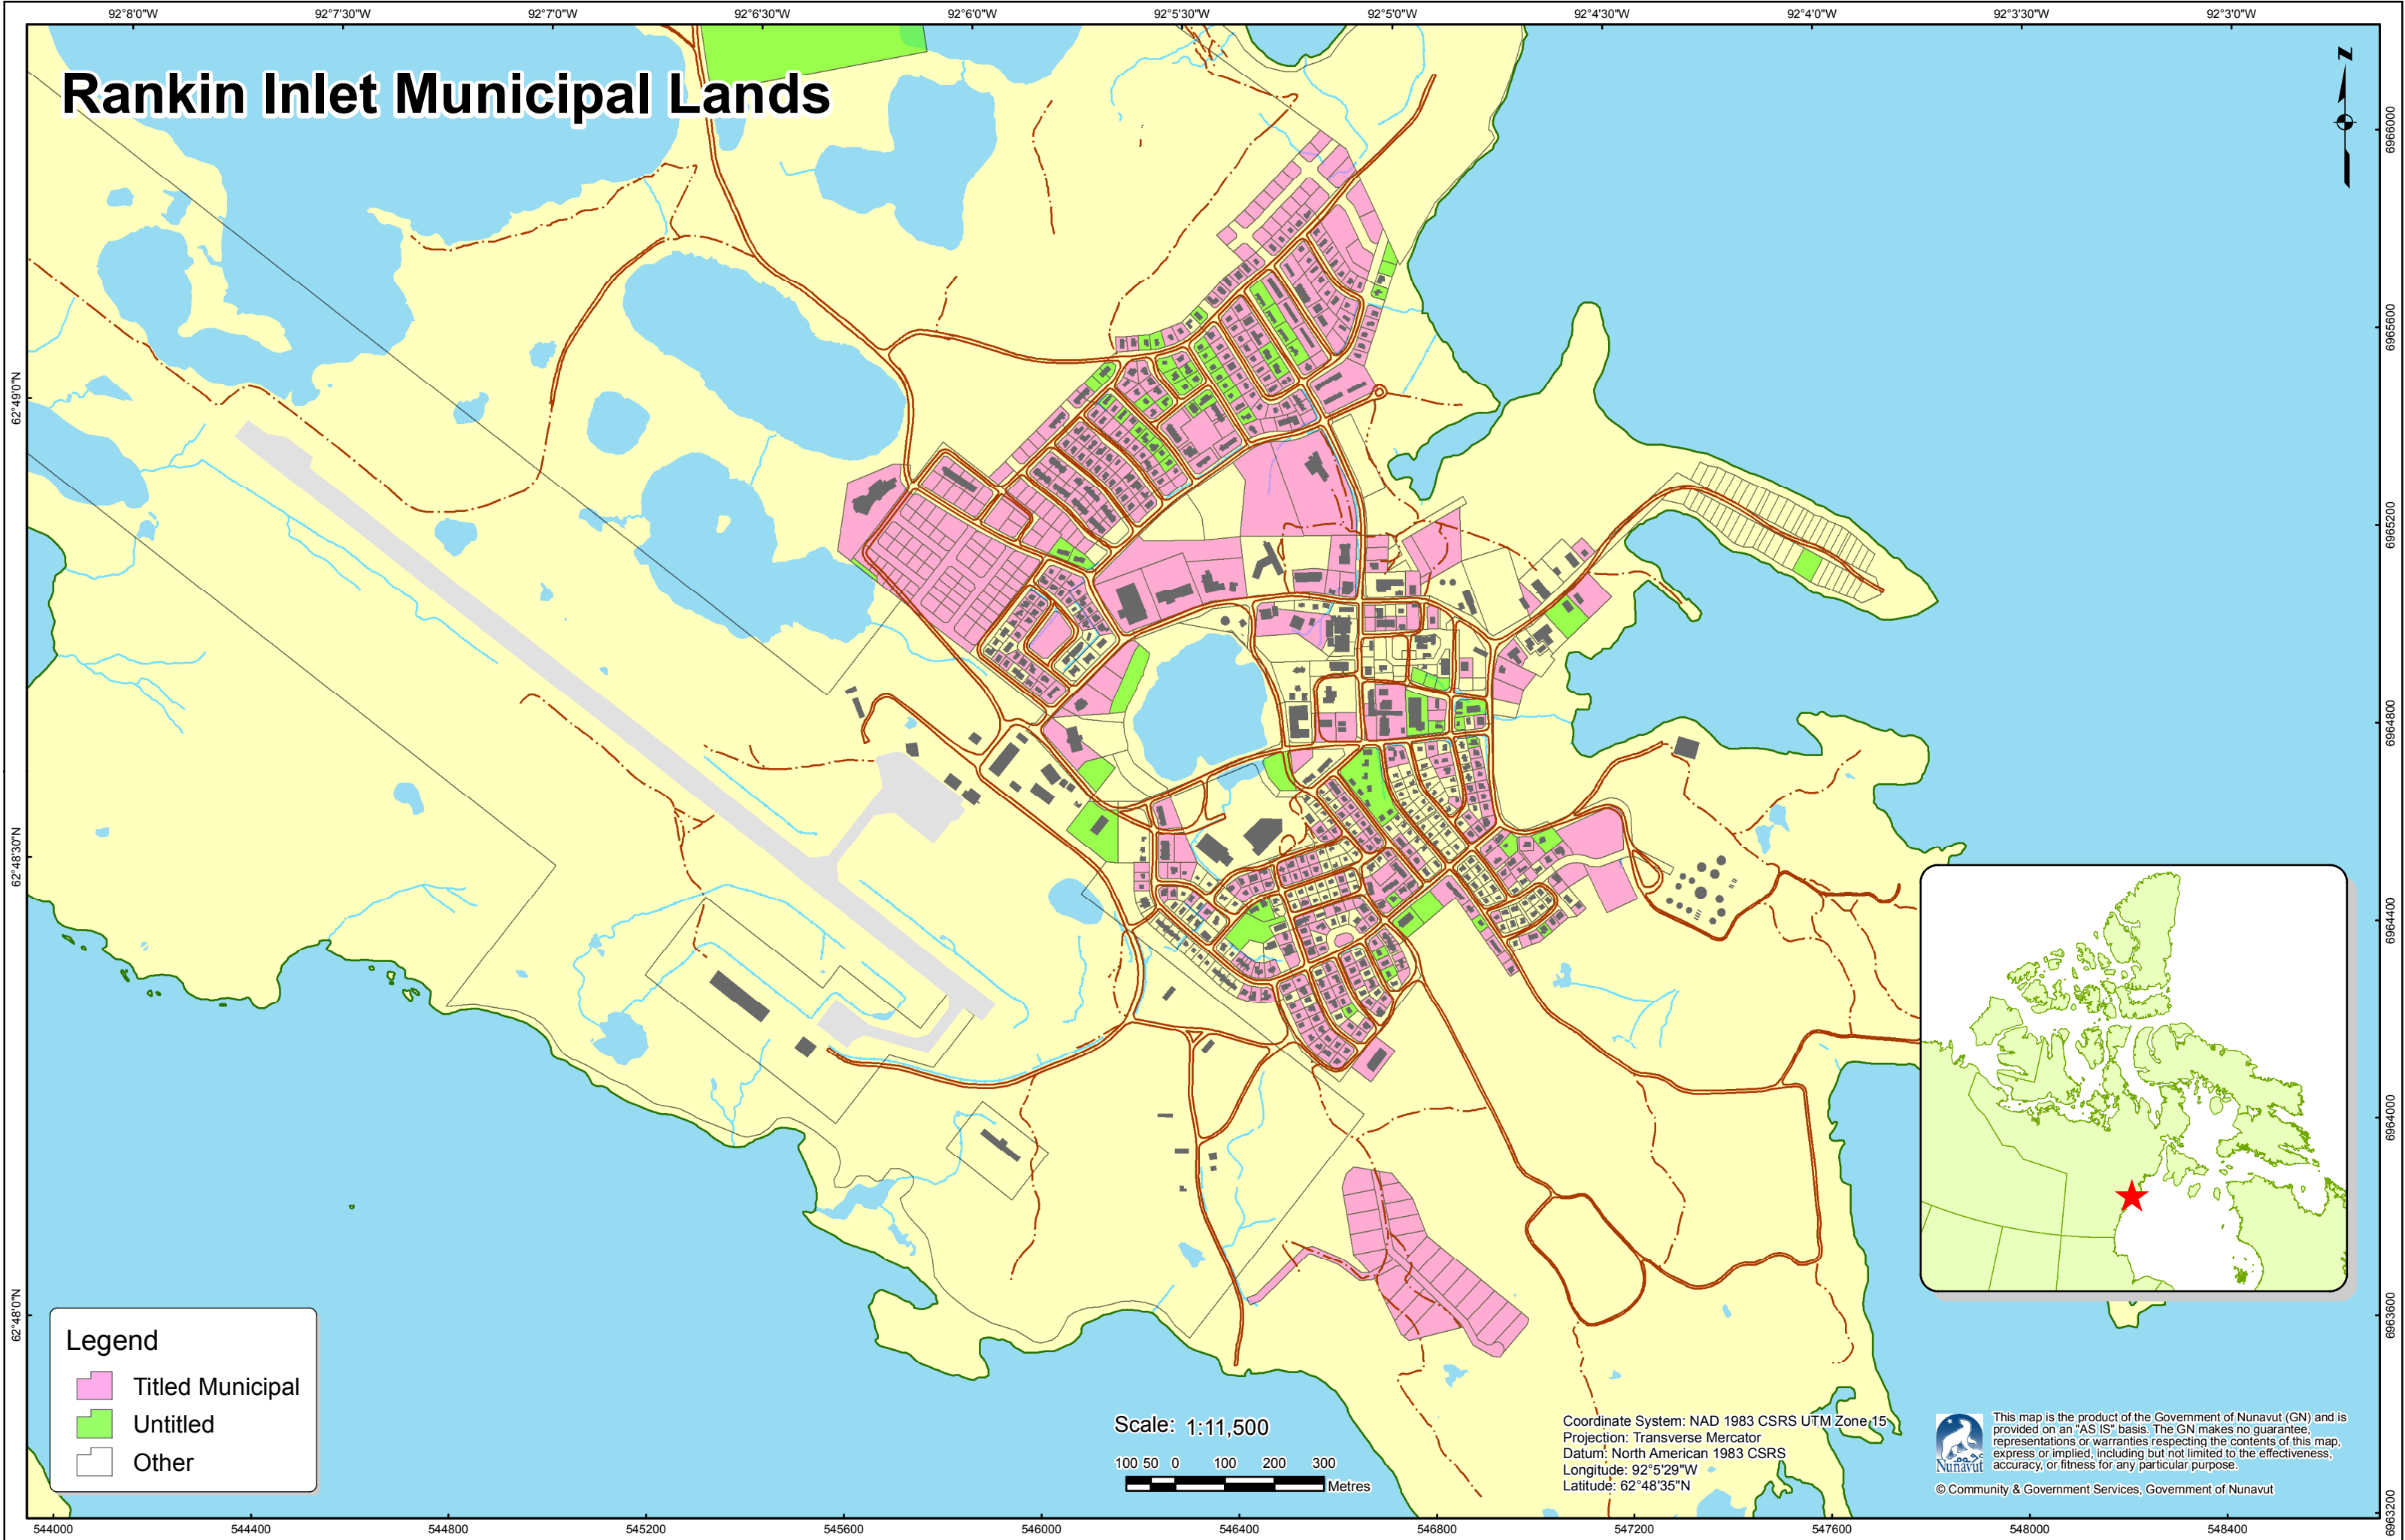 92°8'0"W 92°7'30"W 92°7'0"W 92°6'30"W 92°6'0"W 92°5'30"W 92°5'0"W 92°4'30"W 92°4'0"W 92°3'30"W 92°3'0"W
Rankin Inlet Municipal Lands
N
62°49'0"N
62°48'30"N
62°48'0"N
6966000
6965600
6965200
6964800
6964400
6964000
6963600
6963200
Legend
Titled Municipal
Untitled
Other
Scale: 1:11,500
100 50 0 100 200 300
Metres
Coordinate System: NAD 1983 CSRS UTM Zone 15
Projection: Transverse Mercator
Datum: North American 1983 CSRS
Longitude: 92°5'29"W
Latitude: 62°48'35"N
Nunavut
This map is the product of the Government of Nunavut (GN) and is
provided on an "AS IS" basis. The GN makes no guarantee,
representations or warranties respecting the contents of this map,
express or implied, including but not limited to the effectiveness,
accuracy, or fitness for any particular purpose.
© Community & Government Services, Government of Nunavut
544000 544400 544800 545200 545600 546000 546400 546800 547200 547600 548000 548400